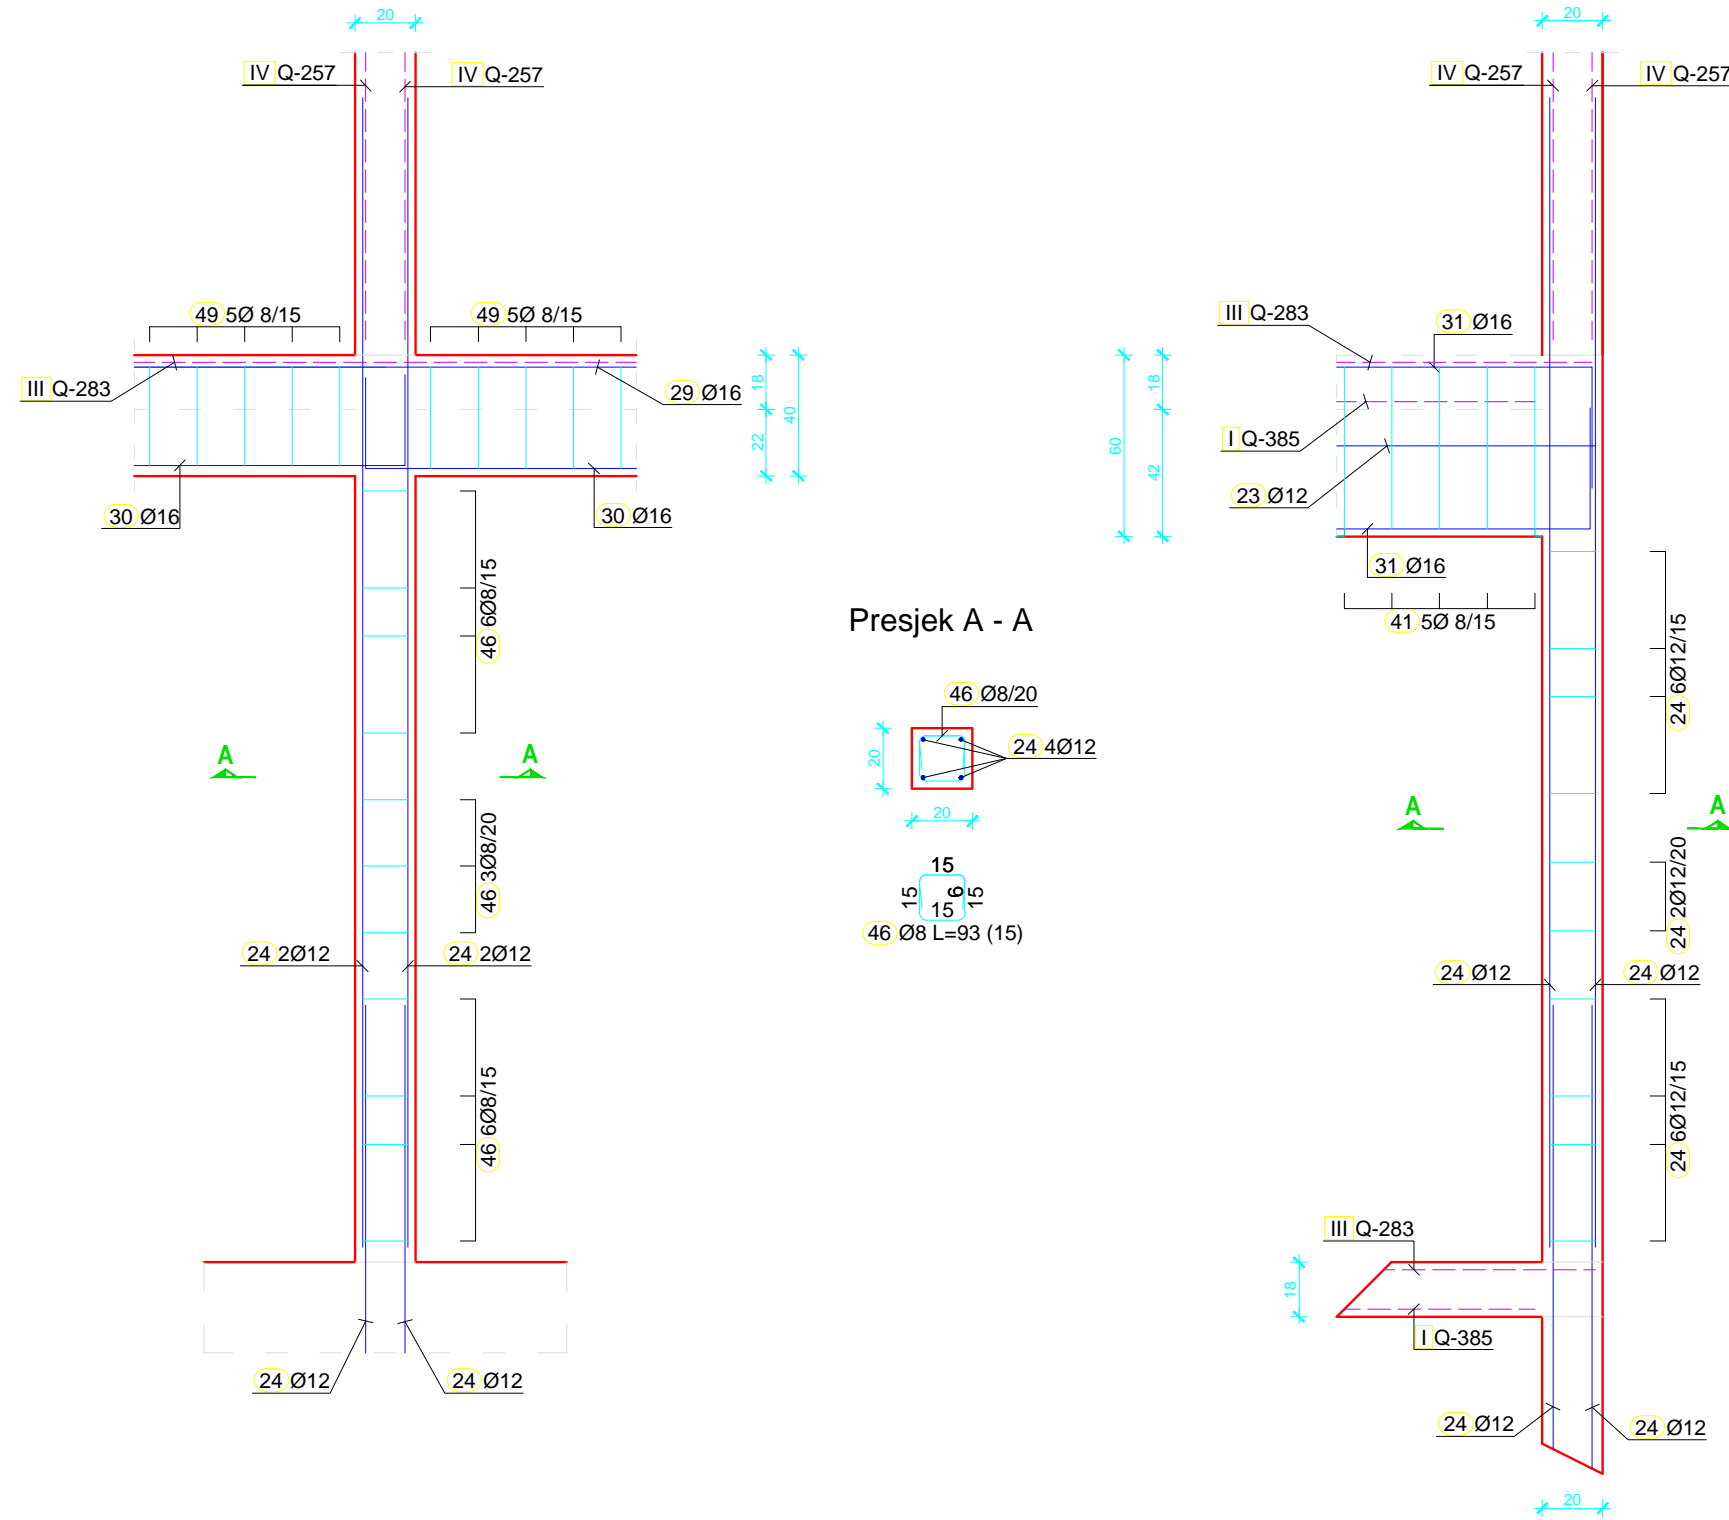 20
IV Q-257
IV Q-257
49 5Ø 8/15
49 5Ø 8/15
III Q-283
29 Ø16
18
22
40
30 Ø16
30 Ø16
46 6Ø8/15
A
A
46 3Ø8/20
24 2Ø12
24 2Ø12
46 6Ø8/15
24 Ø12
24 Ø12
Presjek A - A
46 Ø8/20
24 4Ø12
20
20
15
15
6
15
15
46 Ø8 L=93 (15)
20
IV Q-257
IV Q-257
III Q-283
31 Ø16
18
60
42
I Q-385
23 Ø12
31 Ø16
41 5Ø 8/15
24 6Ø12/15
A
A
24 2Ø12/20
24 Ø12
24 Ø12
24 6Ø12/15
III Q-283
18
I Q-385
24 Ø12
24 Ø12
20